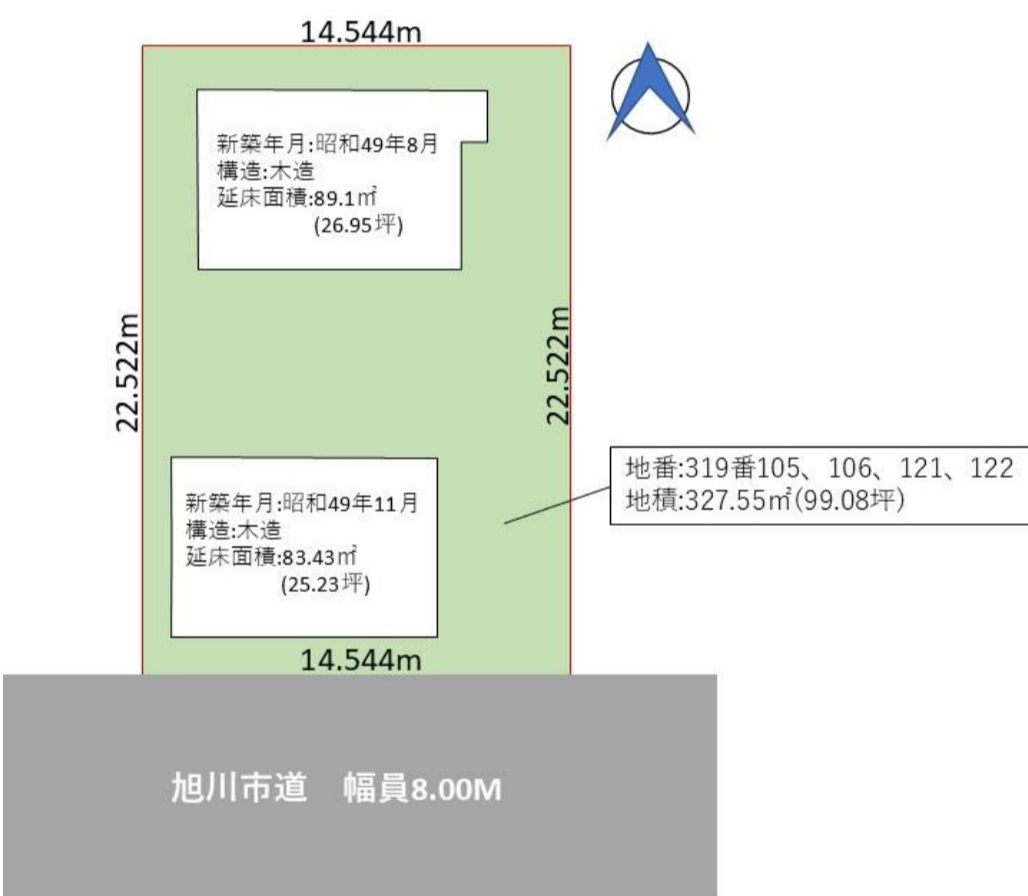 14.544m
新築年月:昭和49年8月
構造:木造
延床面積:89.1㎡
(26.95坪)
22.522m
22.522m
地番:319番105、106、121、122
地積:327.55㎡(99.08坪)
新築年月:昭和49年11月
構造:木造
延床面積:83.43㎡
(25.23坪)
14.544m
旭川市道　幅員8.00M